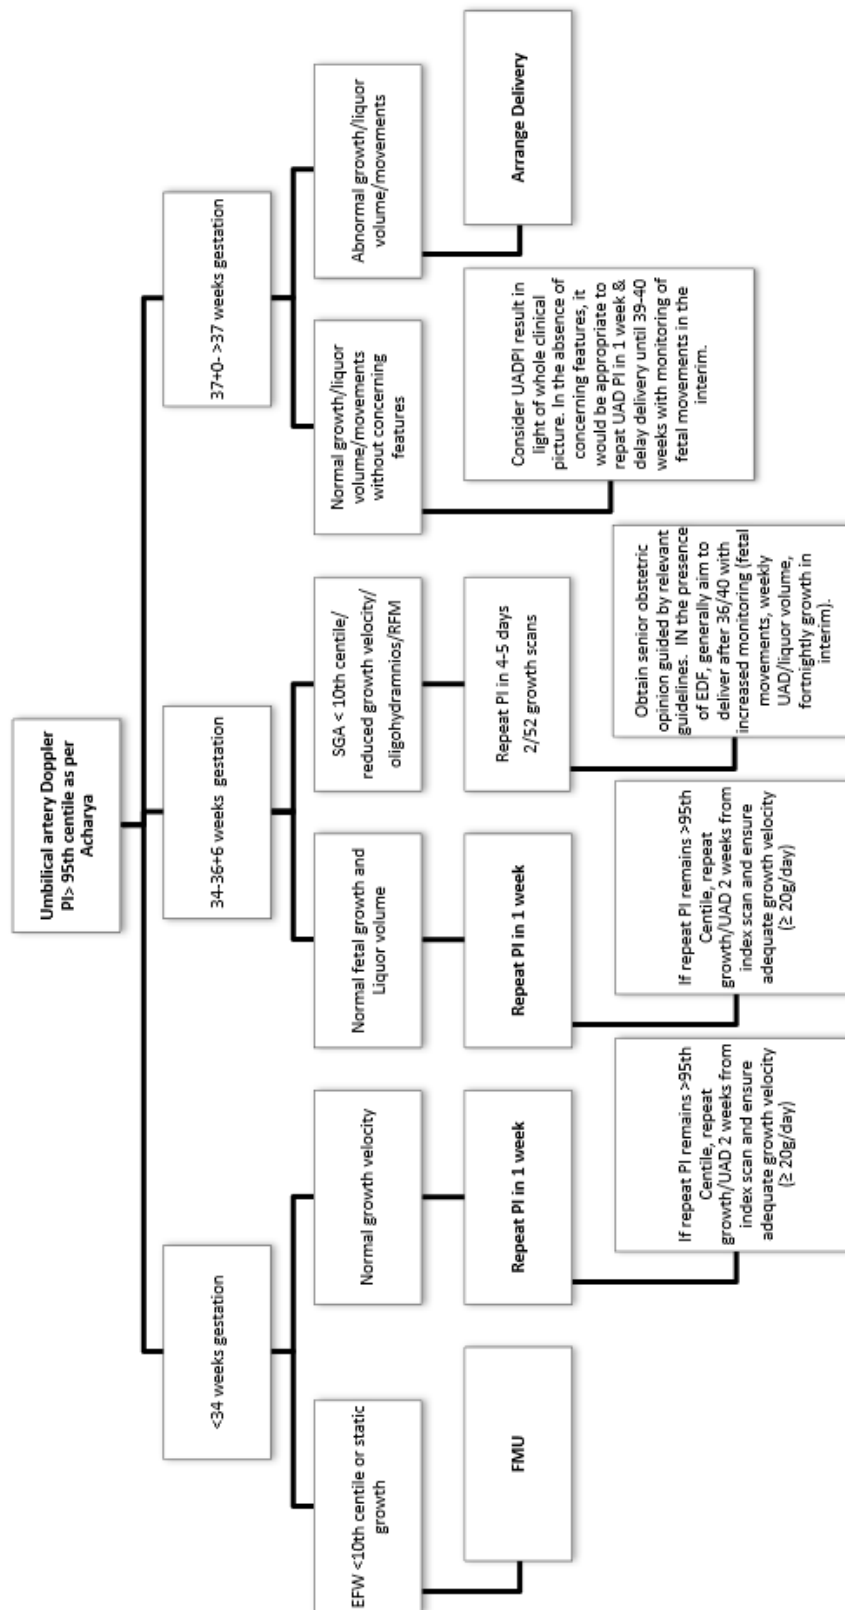 Umbilical artery Doppler
PI> 95th centile as per
Acharya
<34 weeks gestation
34-36+6 weeks gestation
37+0- >37 weeks gestation
EFW <10th centile or static
growth
Normal growth velocity
Normal fetal growth and
Liquor volume
SGA < 10th centile/
reduced growth velocity/
oligohydramnios/RFM
Normal growth/liquor
volume/movements
without concerning
features
Abnormal growth/liquor
volume/movements
FMU
Repeat PI in 1 week
Repeat PI in 1 week
Repeat PI in 4-5 days
2/52 growth scans
Consider UADPI result in
light of whole clinical
picture. In the absence of
concerning features, it
would be appropriate to
repat UAD PI in 1 week &
delay delivery until 39-40
weeks with monitoring of
fetal movements in the
interim.
Arrange Delivery
If repeat PI remains >95th
Centile, repeat
growth/UAD 2 weeks from
index scan and ensure
adequate growth velocity
(≥ 20g/day)
If repeat PI remains >95th
Centile, repeat
growth/UAD 2 weeks from
index scan and ensure
adequate growth velocity
(≥ 20g/day)
Obtain senior obstetric
opinion guided by relevant
guidelines. IN the presence
of EDF, generally aim to
deliver after 36/40 with
increased monitoring (fetal
movements, weekly
UAD/liquor volume,
fortnightly growth in
interim).